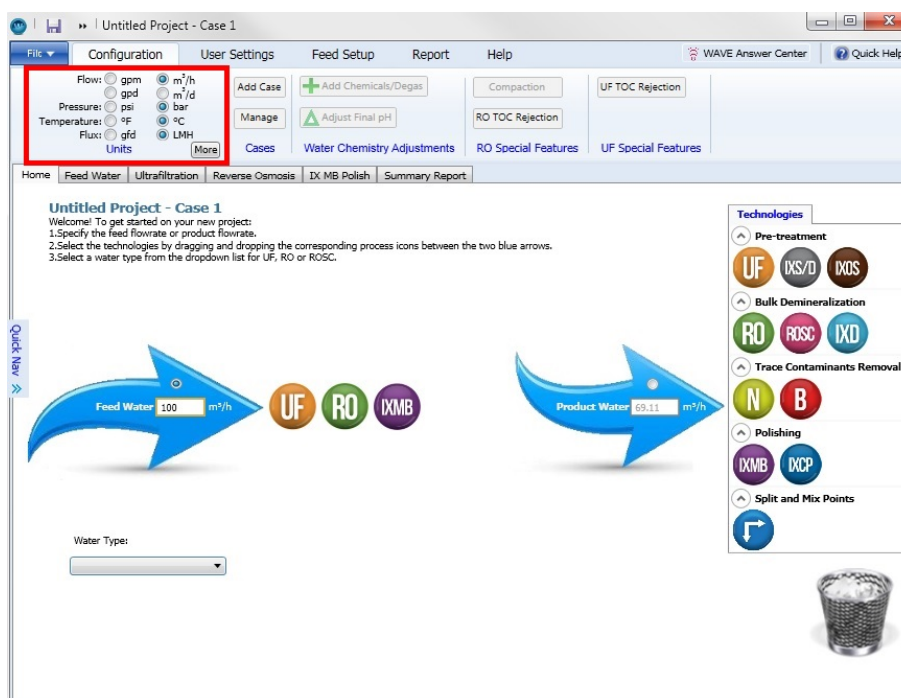 Untitled Project - Case 1
File Configuration User Settings Feed Setup Report Help WAVE Answer Center Quick Help
Flow: gpm m³/h
gpd m³/d
Pressure: psi bar
Temperature: °F °C
Flux: gfd LMH
Units More
Add Case
Manage
Cases
Add Chemicals/Degas
Adjust Final pH
Water Chemistry Adjustments
Compaction
RO TOC Rejection
RO Special Features
UF TOC Rejection
UF Special Features
Home Feed Water Ultrafiltration Reverse Osmosis IX MB Polish Summary Report
Untitled Project - Case 1
Welcome! To get started on your new project:
1.Specify the feed flowrate or product flowrate.
2.Select the technologies by dragging and dropping the corresponding process icons between the two blue arrows.
3.Select a water type from the dropdown list for UF, RO or ROSC.
Quick Nav
Feed Water 100 m³/h
UF RO IXMB
Product Water 69.11 m³/h
Water Type:
Technologies
Pre-treatment
UF IXS/D IXOS
Bulk Demineralization
RO ROSC IXD
Trace Contaminants Removal
N B
Polishing
IXMB IXCP
Split and Mix Points